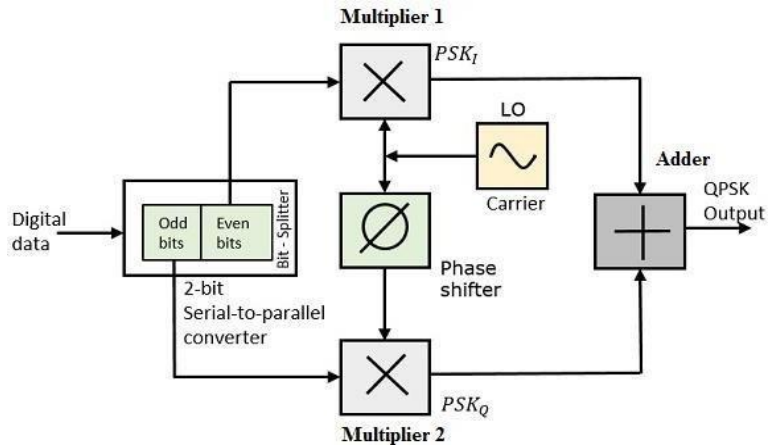 Multiplier 1
PSK_I
LO
Carrier
Adder
QPSK
Output
Digital
data
Odd
bits
Even
bits
Bit - Splitter
2-bit
Serial-to-parallel
converter
Phase
shifter
PSK_Q
Multiplier 2